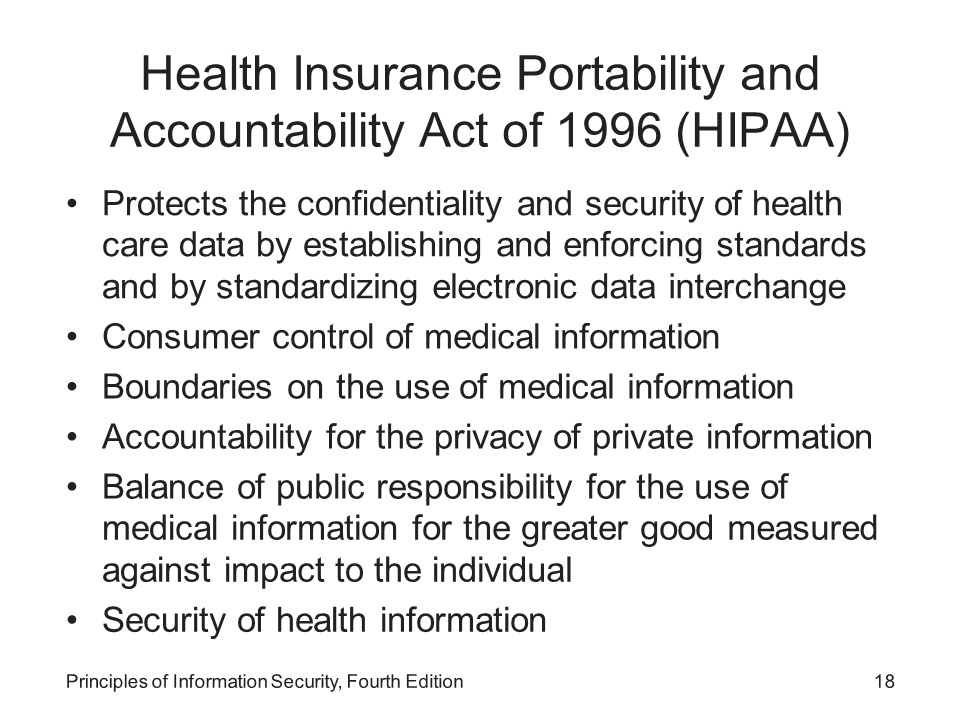 Health Insurance Portability and
Accountability Act of 1996 (HIPAA)
• Protects the confidentiality and security of health
care data by establishing and enforcing standards
and by standardizing electronic data interchange
• Consumer control of medical information
• Boundaries on the use of medical information
• Accountability for the privacy of private information
• Balance of public responsibility for the use of
medical information for the greater good measured
against impact to the individual
• Security of health information
Principles of Information Security, Fourth Edition 18